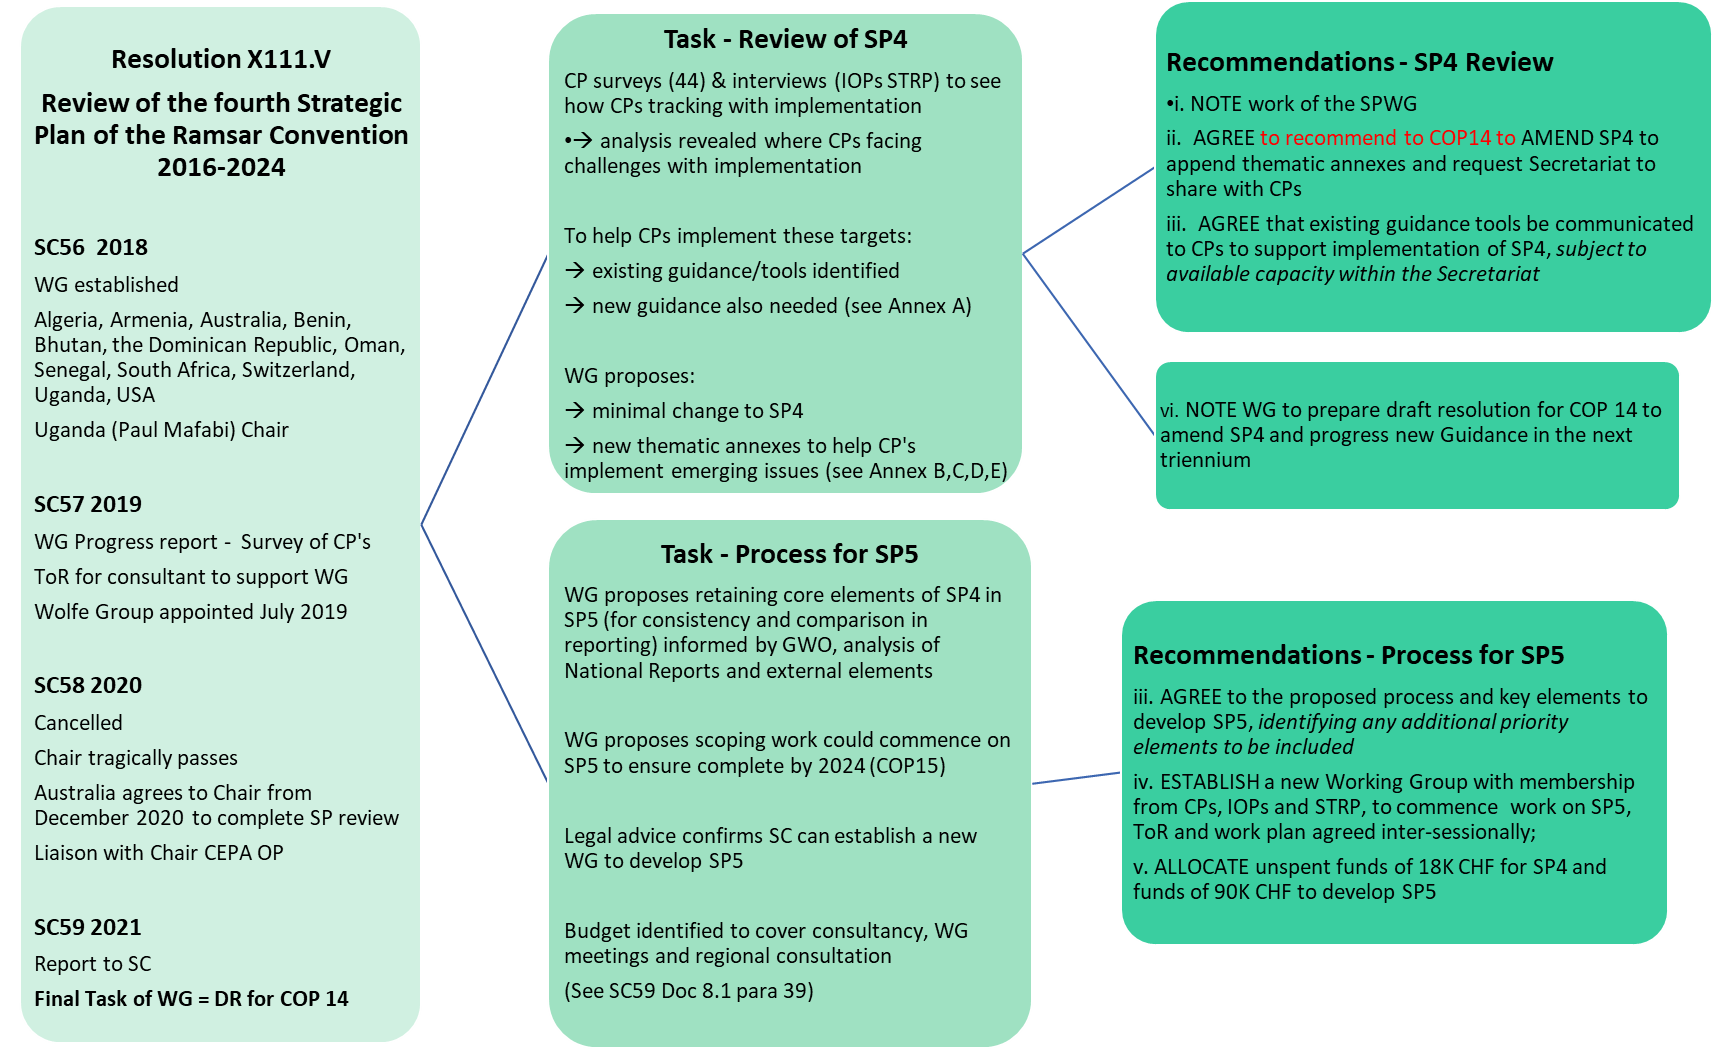 Resolution X111.V
Review of the fourth Strategic
Plan of the Ramsar Convention
2016-2024
SC56  2018
WG established
Algeria, Armenia, Australia, Benin,
Bhutan, the Dominican Republic, Oman,
Senegal, South Africa, Switzerland,
Uganda, USA
Uganda (Paul Mafabi) Chair
SC57 2019
WG Progress report -  Survey of CP's
ToR for consultant to support WG
Wolfe Group appointed July 2019
SC58 2020
Cancelled
Chair tragically passes
Australia agrees to Chair from
December 2020  to complete SP review
Liaison with Chair CEPA OP
SC59 2021
Report to SC
Final Task of WG = DR for COP 14
Task - Review of SP4
CP surveys (44) & interviews (IOPs STRP) to see
how CPs tracking with implementation
•→ analysis revealed where CPs facing
challenges with implementation
To help CPs implement these targets:
→ existing guidance/tools identified
→ new guidance also needed (see Annex A)
WG proposes:
→ minimal change to SP4
→ new thematic annexes to help CP's
implement emerging issues (see Annex B,C,D,E)
Task - Process for SP5
WG proposes retaining core elements of SP4 in
SP5 (for consistency and comparison in
reporting) informed by GWO, analysis of
National Reports and external elements
WG proposes scoping work could commence on
SP5 to ensure complete by 2024 (COP15)
Legal advice confirms SC can establish a new
WG to develop SP5
Budget identified to cover consultancy, WG
meetings and regional consultation
(See SC59 Doc 8.1 para 39)
Recommendations - SP4 Review
•i. NOTE work of the SPWG
ii.  AGREE to recommend to COP14 to AMEND SP4 to
append thematic annexes and request Secretariat to
share with CPs
iii.  AGREE that existing guidance tools be communicated
to CPs to support implementation of SP4, subject to
available capacity within the Secretariat
vi. NOTE WG to prepare draft resolution for COP 14 to
amend SP4 and progress new Guidance in the next
triennium
Recommendations - Process for SP5
iii. AGREE to the proposed process and key elements to
develop SP5, identifying any additional priority
elements to be included
iv. ESTABLISH a new Working Group with membership
from CPs, IOPs and STRP, to commence  work on SP5,
ToR and work plan agreed inter-sessionally;
v. ALLOCATE unspent funds of 18K CHF for SP4 and
funds of 90K CHF to develop SP5